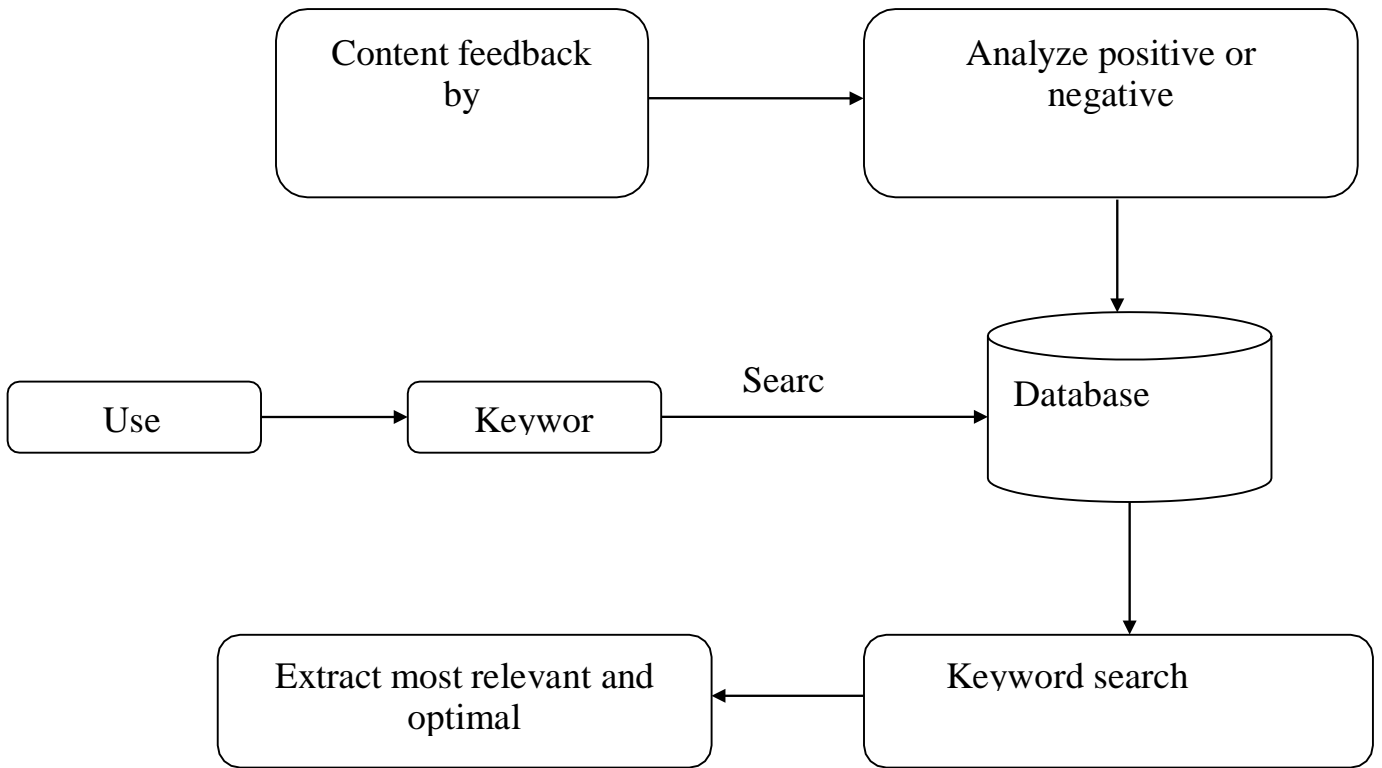 Content feedback
by
Analyze positive or
negative
Searc
Database
Use
Keywor
Extract most relevant and
optimal
Keyword search